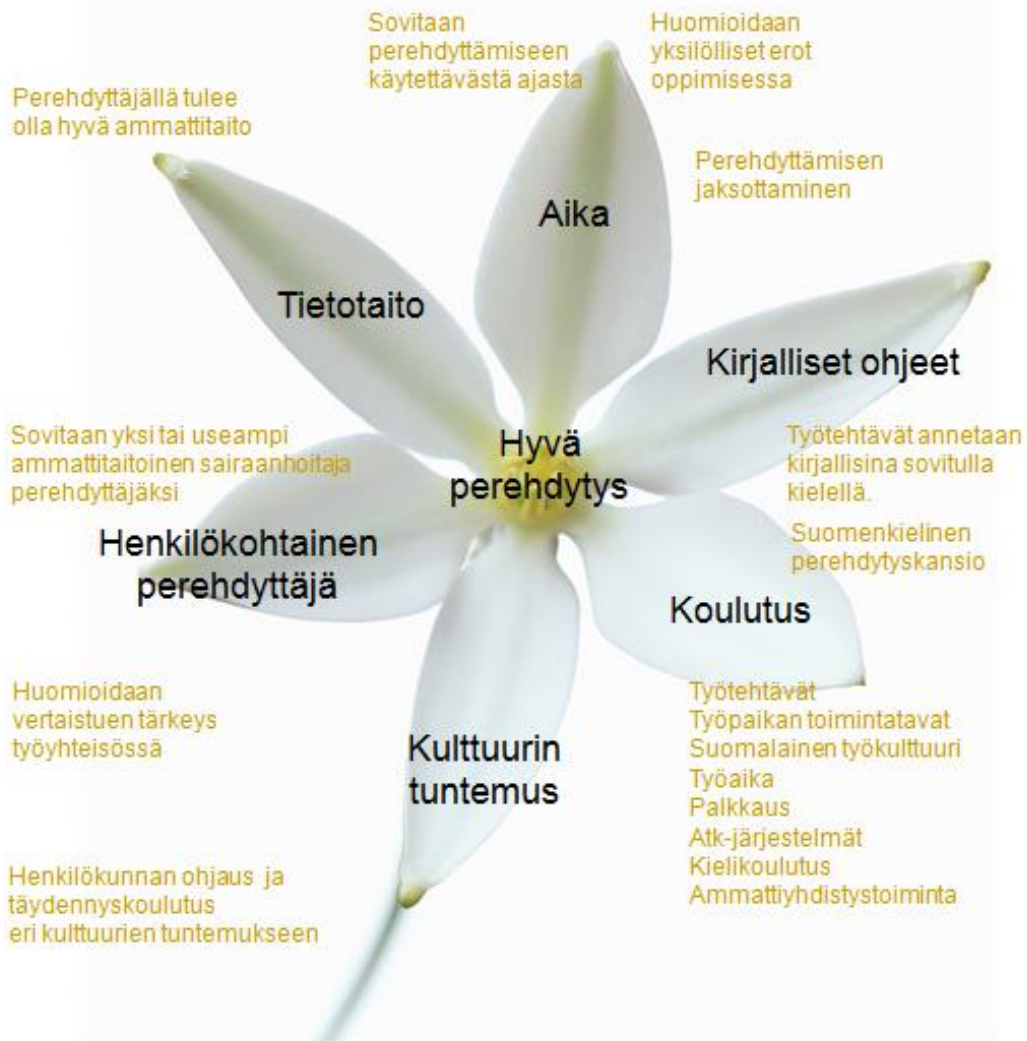 Sovitaan
perehdyttämiseen
käytettävästä ajasta
Huomioidaan
yksilölliset erot
oppimisessa
Perehdyttäjällä tulee
olla hyvä ammattitaito
Perehdyttämisen
jaksottaminen
Aika
Tietotaito
Kirjalliset ohjeet
Hyvä
perehdytys
Sovitaan yksi tai useampi
ammattitaitoinen sairaanhoitaja
perehdyttäjäksi
Työtehtävät annetaan
kirjallisina sovitulla
kielellä.
Suomenkielinen
perehdytyskansio
Henkilökohtainen
perehdyttäjä
Koulutus
Huomioidaan
vertaistuen tärkeys
työyhteisössä
Kulttuurin
tuntemus
Työtehtävät
Työpaikan toimintatavat
Suomalainen työkulttuuri
Työaika
Palkkaus
Atk-järjestelmät
Kielikoulutus
Ammattiyhdistystoiminta
Henkilökunnan ohjaus ja
täydennyskoulutus
eri kulttuurien tuntemukseen